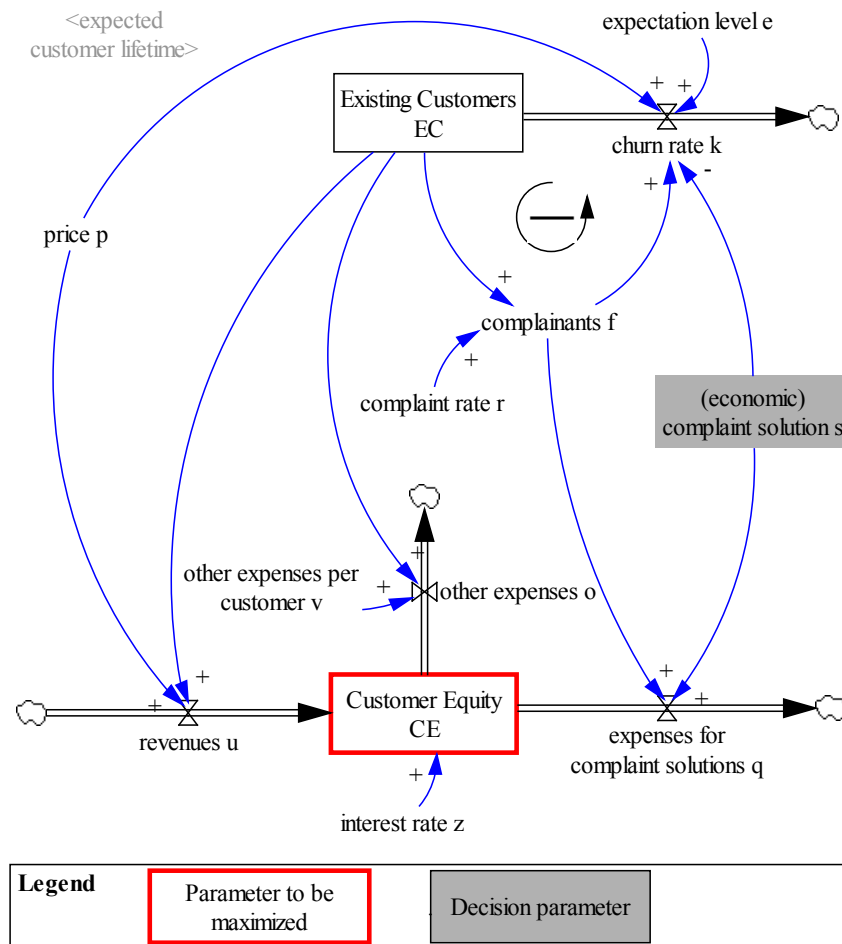 <expected
customer lifetime>
expectation level e
+
+
Existing Customers
EC
churn rate k
+
-
price p
+
complainants f
+
complaint rate r
(economic)
complaint solution s
+
other expenses per
customer v
+
other expenses o
+
+
+
+
Customer Equity
CE
revenues u
expenses for
complaint solutions q
+
interest rate z
Legend
Parameter to be
maximized
Decision parameter